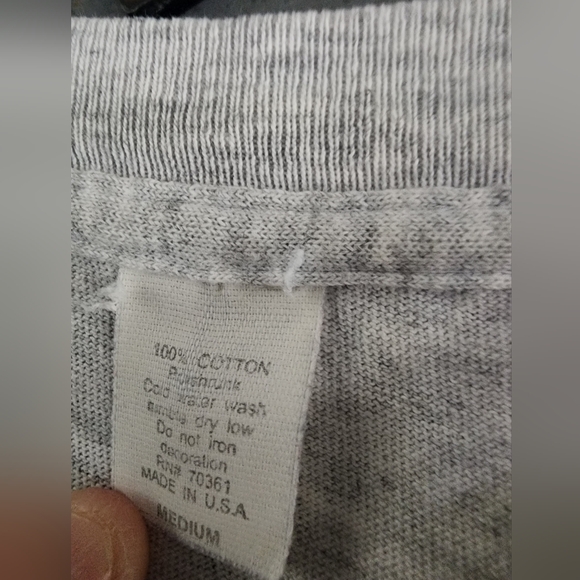 100% COTTON
Preshrunk
Cold water wash
tumble dry low
Do not iron
decoration
RN# 70361
MADE IN U.S.A.
MEDIUM